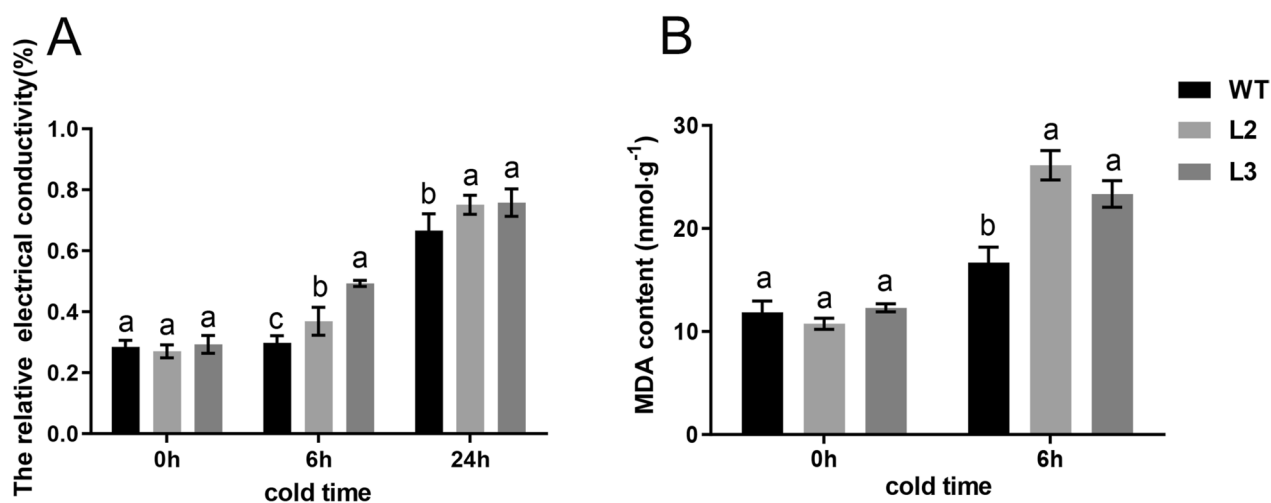 A
The relative electrical conductivity(%)
1.0
0.8
0.6
0.4
0.2
0.0
a
a
a
c
b
a
b
a
a
0h
6h
24h
cold time
B
MDA content (nmol·g⁻¹)
30
20
10
0
a
a
a
b
a
a
0h
6h
cold time
WT
L2
L3